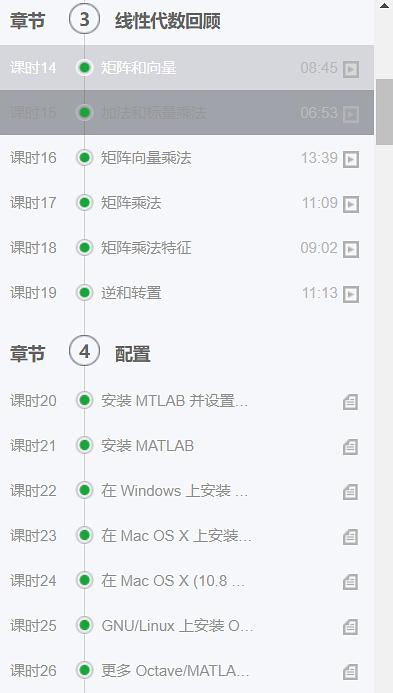 章节 3 线性代数回顾
课时14 矩阵和向量 08:45
课时15 加法和标量乘法 06:53
课时16 矩阵向量乘法 13:39
课时17 矩阵乘法 11:09
课时18 矩阵乘法特征 09:02
课时19 逆和转置 11:13
章节 4 配置
课时20 安装 MTLAB 并设置...
课时21 安装 MATLAB
课时22 在 Windows 上安装 ...
课时23 在 Mac OS X 上安装...
课时24 在 Mac OS X (10.8 ...
课时25 GNU/Linux 上安装 O...
课时26 更多 Octave/MATLA...